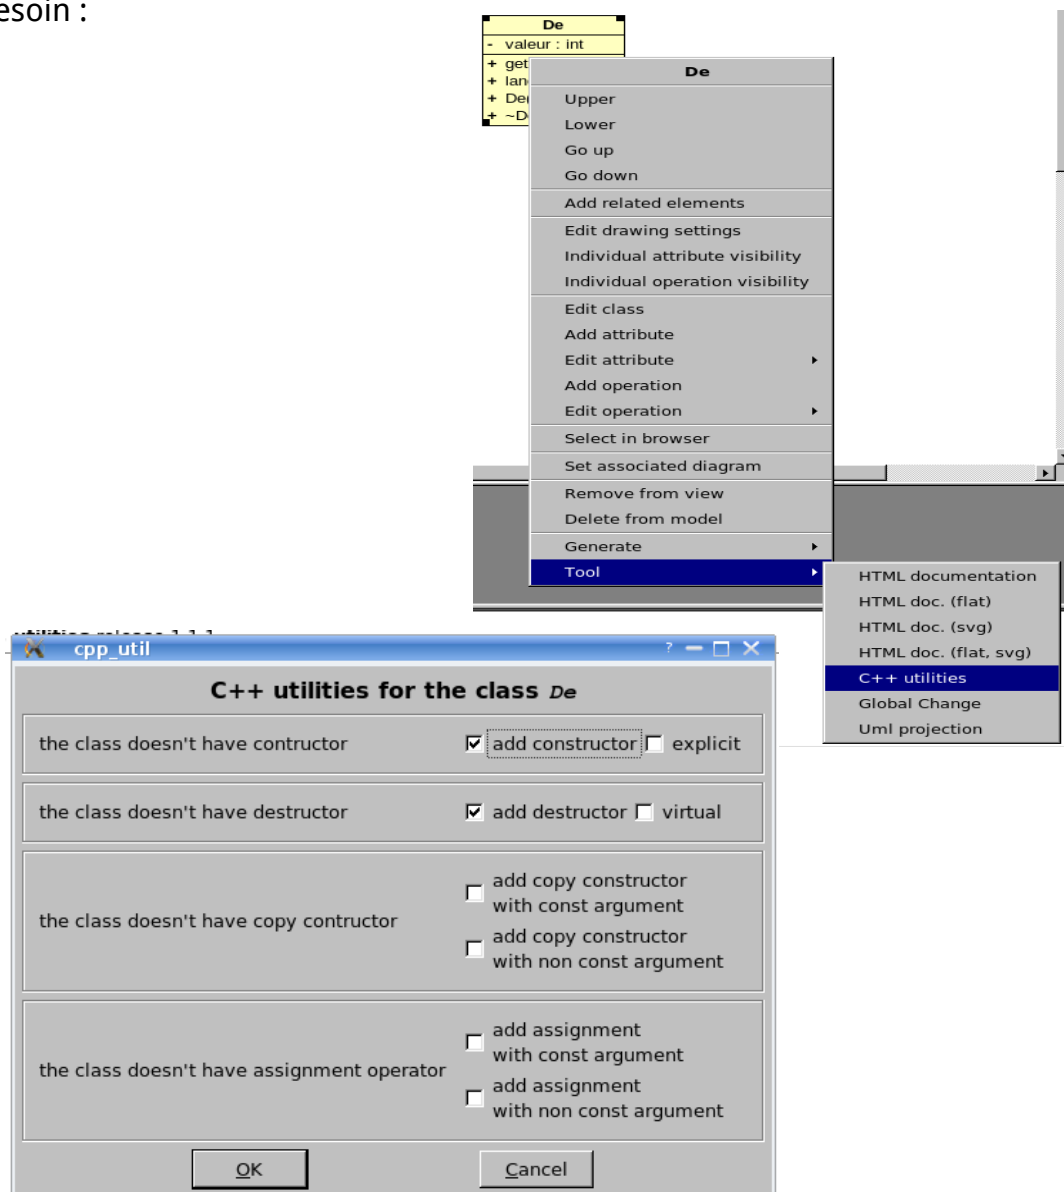 esoin :
De
- valeur : int
+ get
+ lan
+ De
+ ~D
De
Upper
Lower
Go up
Go down
Add related elements
Edit drawing settings
Individual attribute visibility
Individual operation visibility
Edit class
Add attribute
Edit attribute
Add operation
Edit operation
Select in browser
Set associated diagram
Remove from view
Delete from model
Generate
Tool
HTML documentation
HTML doc. (flat)
HTML doc. (svg)
HTML doc. (flat, svg)
C++ utilities
Global Change
Uml projection
utilities release 1.1.1
cpp_util
C++ utilities for the class De
the class doesn't have contructor
add constructor explicit
the class doesn't have destructor
add destructor virtual
the class doesn't have copy contructor
add copy constructor
with const argument
add copy constructor
with non const argument
the class doesn't have assignment operator
add assignment
with const argument
add assignment
with non const argument
OK
Cancel